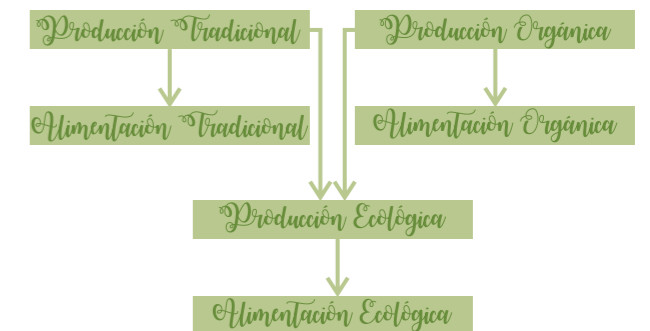 Producción Tradicional
Producción Orgánica
Alimentación Tradicional
Alimentación Orgánica
Producción Ecológica
Alimentación Ecológica